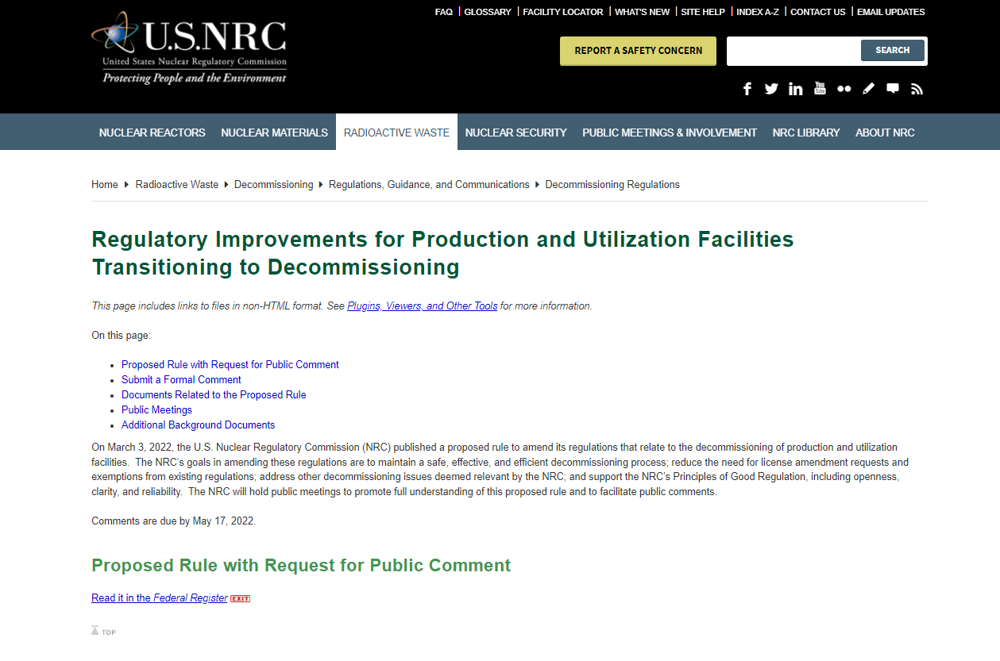 FAQ | GLOSSARY | FACILITY LOCATOR | WHAT'S NEW | SITE HELP | INDEX A-Z | CONTACT US | EMAIL UPDATES
U.S.NRC
United States Nuclear Regulatory Commission
Protecting People and the Environment
REPORT A SAFETY CONCERN
SEARCH
You Tube
NUCLEAR REACTORS NUCLEAR MATERIALS RADIOACTIVE WASTE NUCLEAR SECURITY PUBLIC MEETINGS & INVOLVEMENT NRC LIBRARY ABOUT NRC
Home Radioactive Waste Decommissioning Regulations, Guidance, and Communications Decommissioning Regulations
Regulatory Improvements for Production and Utilization Facilities
Transitioning to Decommissioning
This page includes links to files in non-HTML format. See Plugins, Viewers, and Other Tools for more information.
On this page:
• Proposed Rule with Request for Public Comment
• Submit a Formal Comment
• Documents Related to the Proposed Rule
• Public Meetings
• Additional Background Documents
On March 3, 2022, the U.S. Nuclear Regulatory Commission (NRC) published a proposed rule to amend its regulations that relate to the decommissioning of production and utilization
facilities. The NRC's goals in amending these regulations are to maintain a safe, effective, and efficient decommissioning process; reduce the need for license amendment requests and
exemptions from existing regulations; address other decommissioning issues deemed relevant by the NRC; and support the NRC's Principles of Good Regulation, including openness,
clarity, and reliability. The NRC will hold public meetings to promote full understanding of this proposed rule and to facilitate public comments.
Comments are due by May 17, 2022.
Proposed Rule with Request for Public Comment
Read it in the Federal Register EXIT
TOP